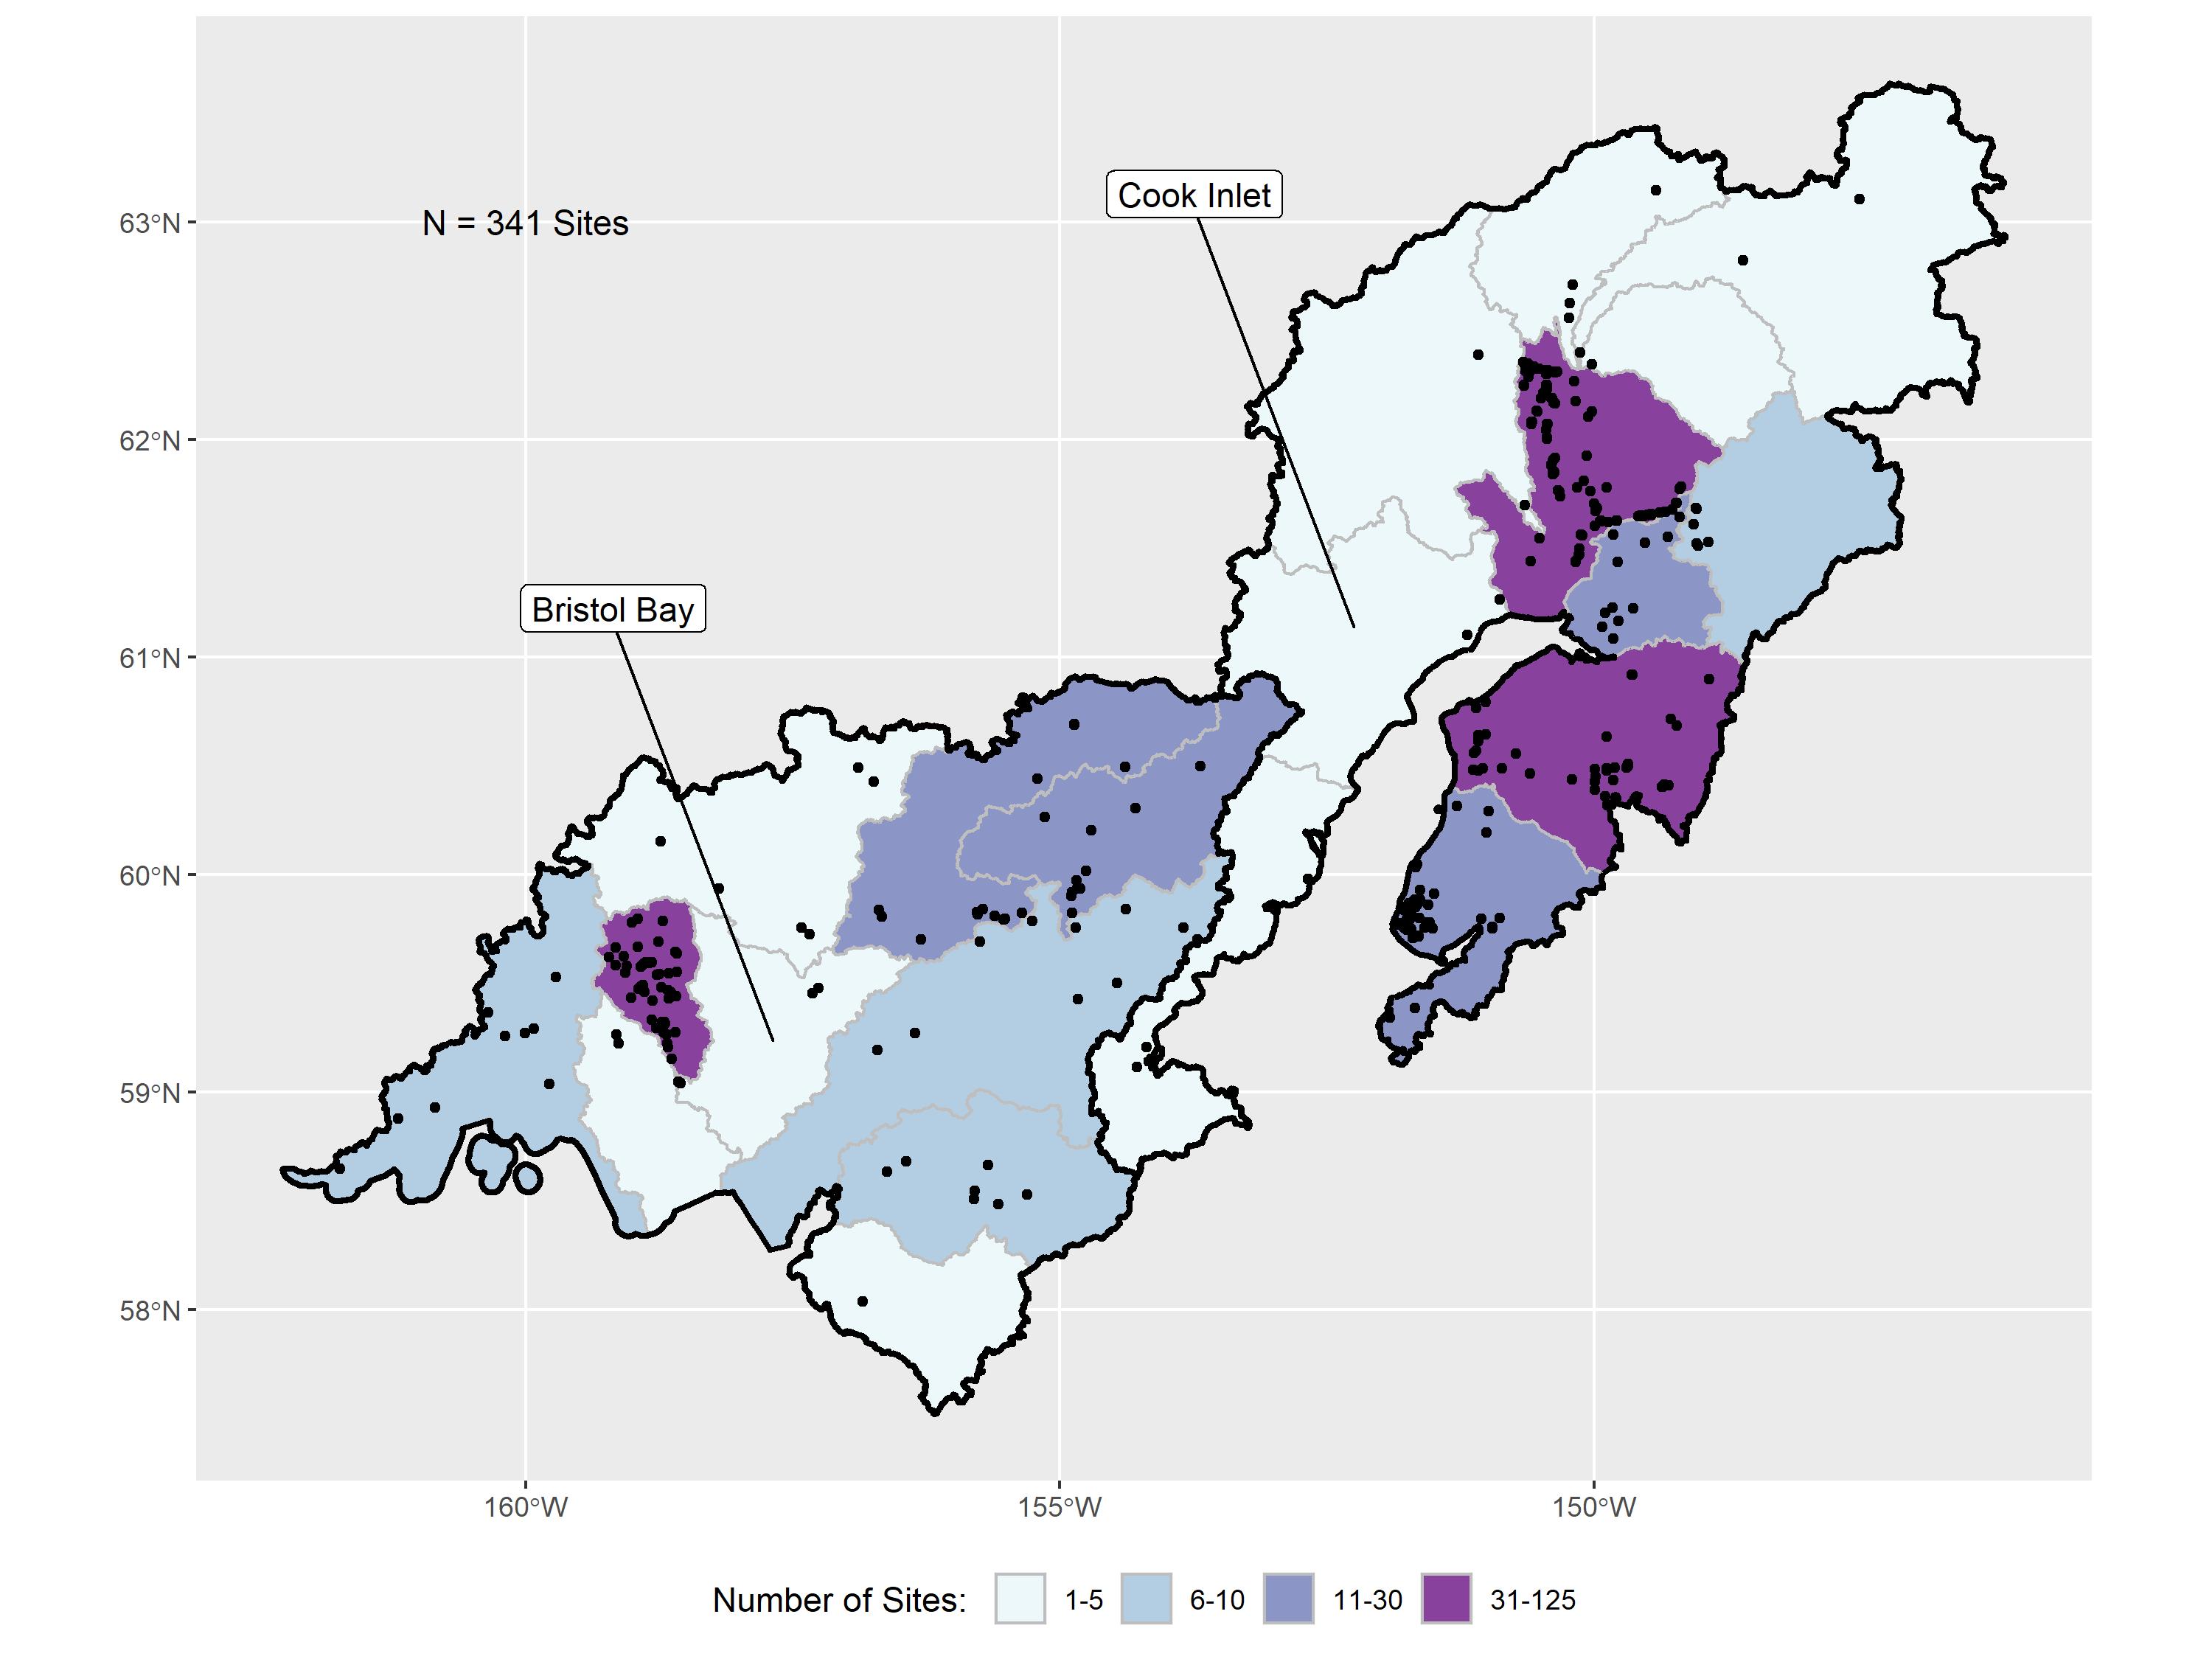 Cook Inlet
N = 341 Sites
Bristol Bay
63°N
62°N
61°N
60°N
59°N
58°N
160°W 155°W 150°W
Number of Sites: 1-5 6-10 11-30 31-125